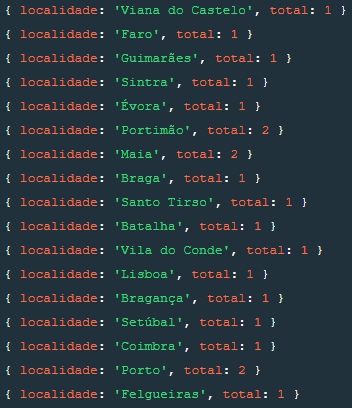 { localidade: 'Viana do Castelo', total: 1 }
{ localidade: 'Faro', total: 1 }
{ localidade: 'Guimarães', total: 1 }
{ localidade: 'Sintra', total: 1 }
{ localidade: 'Évora', total: 1 }
{ localidade: 'Portimão', total: 2 }
{ localidade: 'Maia', total: 2 }
{ localidade: 'Braga', total: 1 }
{ localidade: 'Santo Tirso', total: 1 }
{ localidade: 'Batalha', total: 1 }
{ localidade: 'Vila do Conde', total: 1 }
{ localidade: 'Lisboa', total: 1 }
{ localidade: 'Bragança', total: 1 }
{ localidade: 'Setúbal', total: 1 }
{ localidade: 'Coimbra', total: 1 }
{ localidade: 'Porto', total: 2 }
{ localidade: 'Felgueiras', total: 1 }